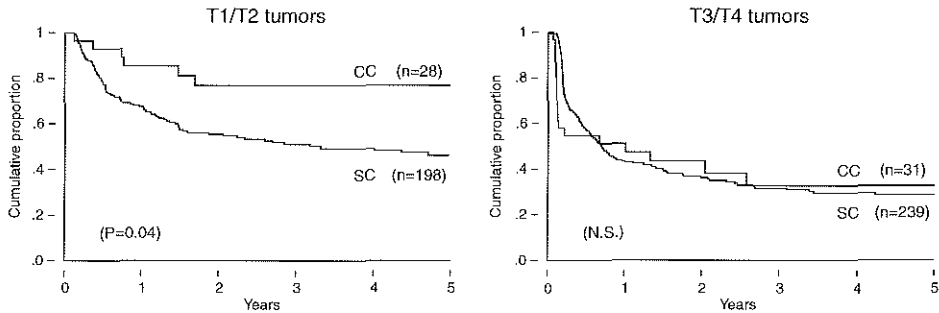 T1/T2 tumors
Cumulative proportion
1
.8
.6
.4
.2
.0
CC (n=28)
SC (n=198)
(P=0.04)
0 1 2 3 4 5
Years
T3/T4 tumors
Cumulative proportion
1
.8
.6
.4
.2
.0
CC (n=31)
SC (n=239)
(N.S.)
0 1 2 3 4 5
Years